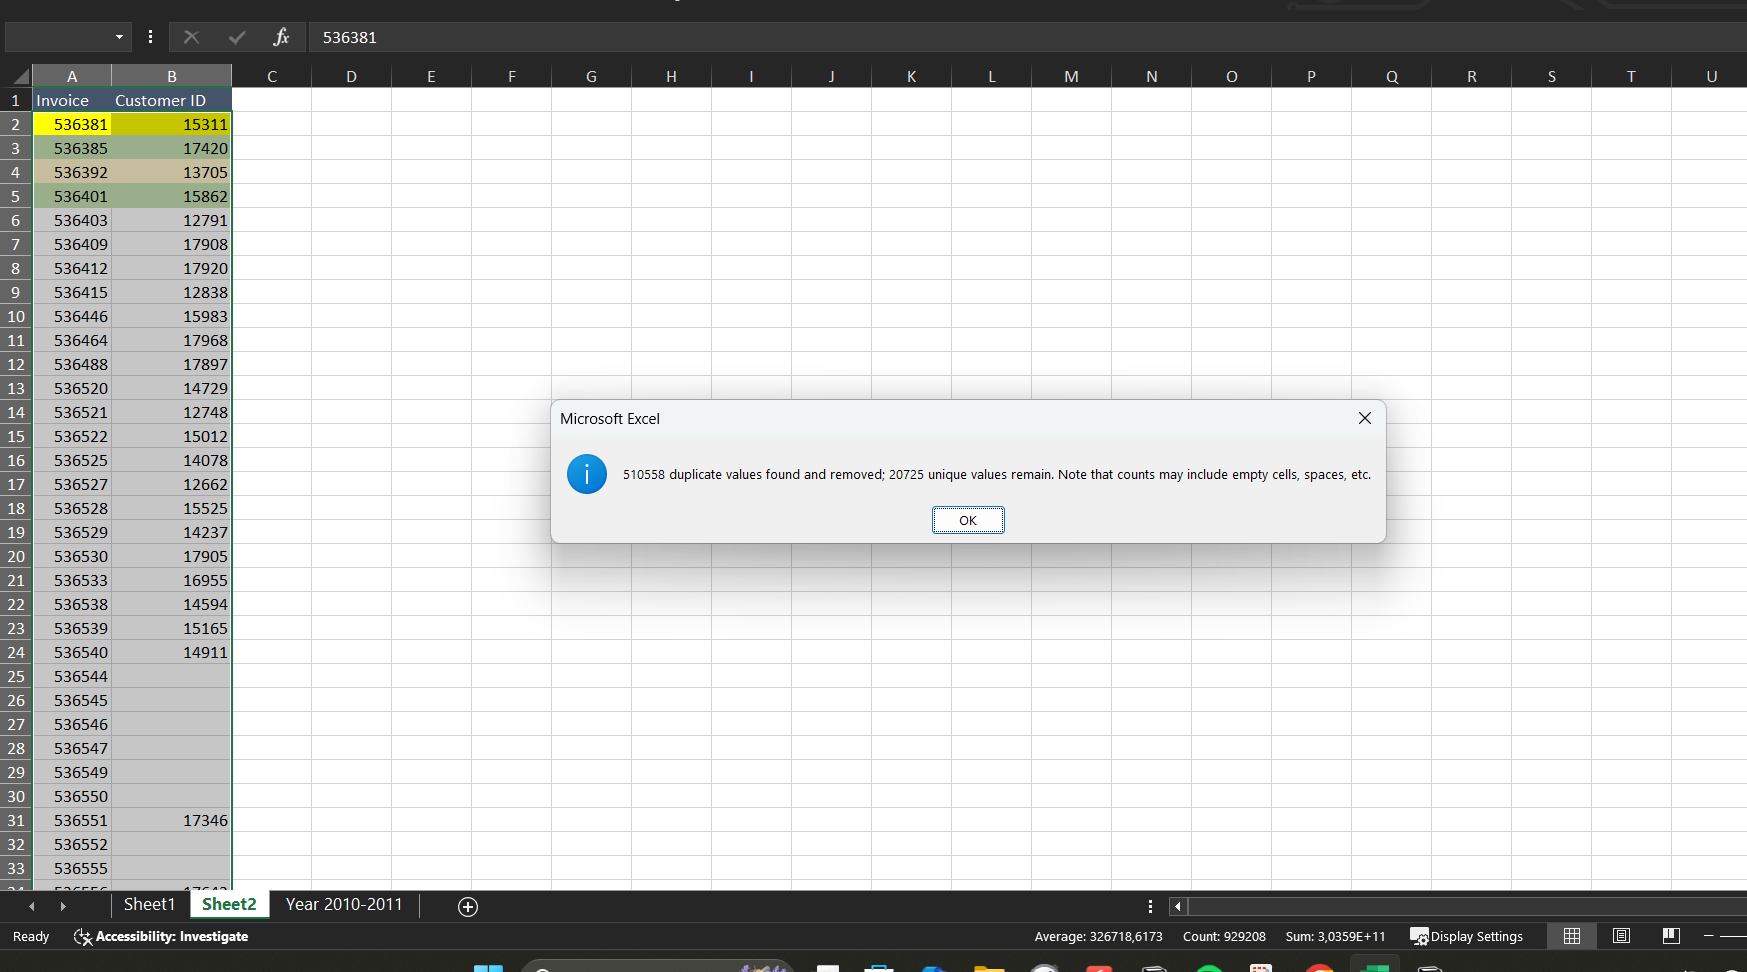 536381
A B C D E F G H I J K L M N O P Q R S T U
1 Invoice Customer ID
2 536381 15311
3 536385 17420
4 536392 13705
5 536401 15862
6 536403 12791
7 536409 17908
8 536412 17920
9 536415 12838
10 536446 15983
11 536464 17968
12 536488 17897
13 536520 14729
14 536521 12748
15 536522 15012
16 536525 14078
17 536527 12662
18 536528 15525
19 536529 14237
20 536530 17905
21 536533 16955
22 536538 14594
23 536539 15165
24 536540 14911
25 536544
26 536545
27 536546
28 536547
29 536549
30 536550
31 536551 17346
32 536552
33 536555
Microsoft Excel
510558 duplicate values found and removed; 20725 unique values remain. Note that counts may include empty cells, spaces, etc.
OK
Sheet1 Sheet2 Year 2010-2011
Ready Accessibility: Investigate Average: 326718,6173 Count: 929208 Sum: 3,0359E+11 Display Settings